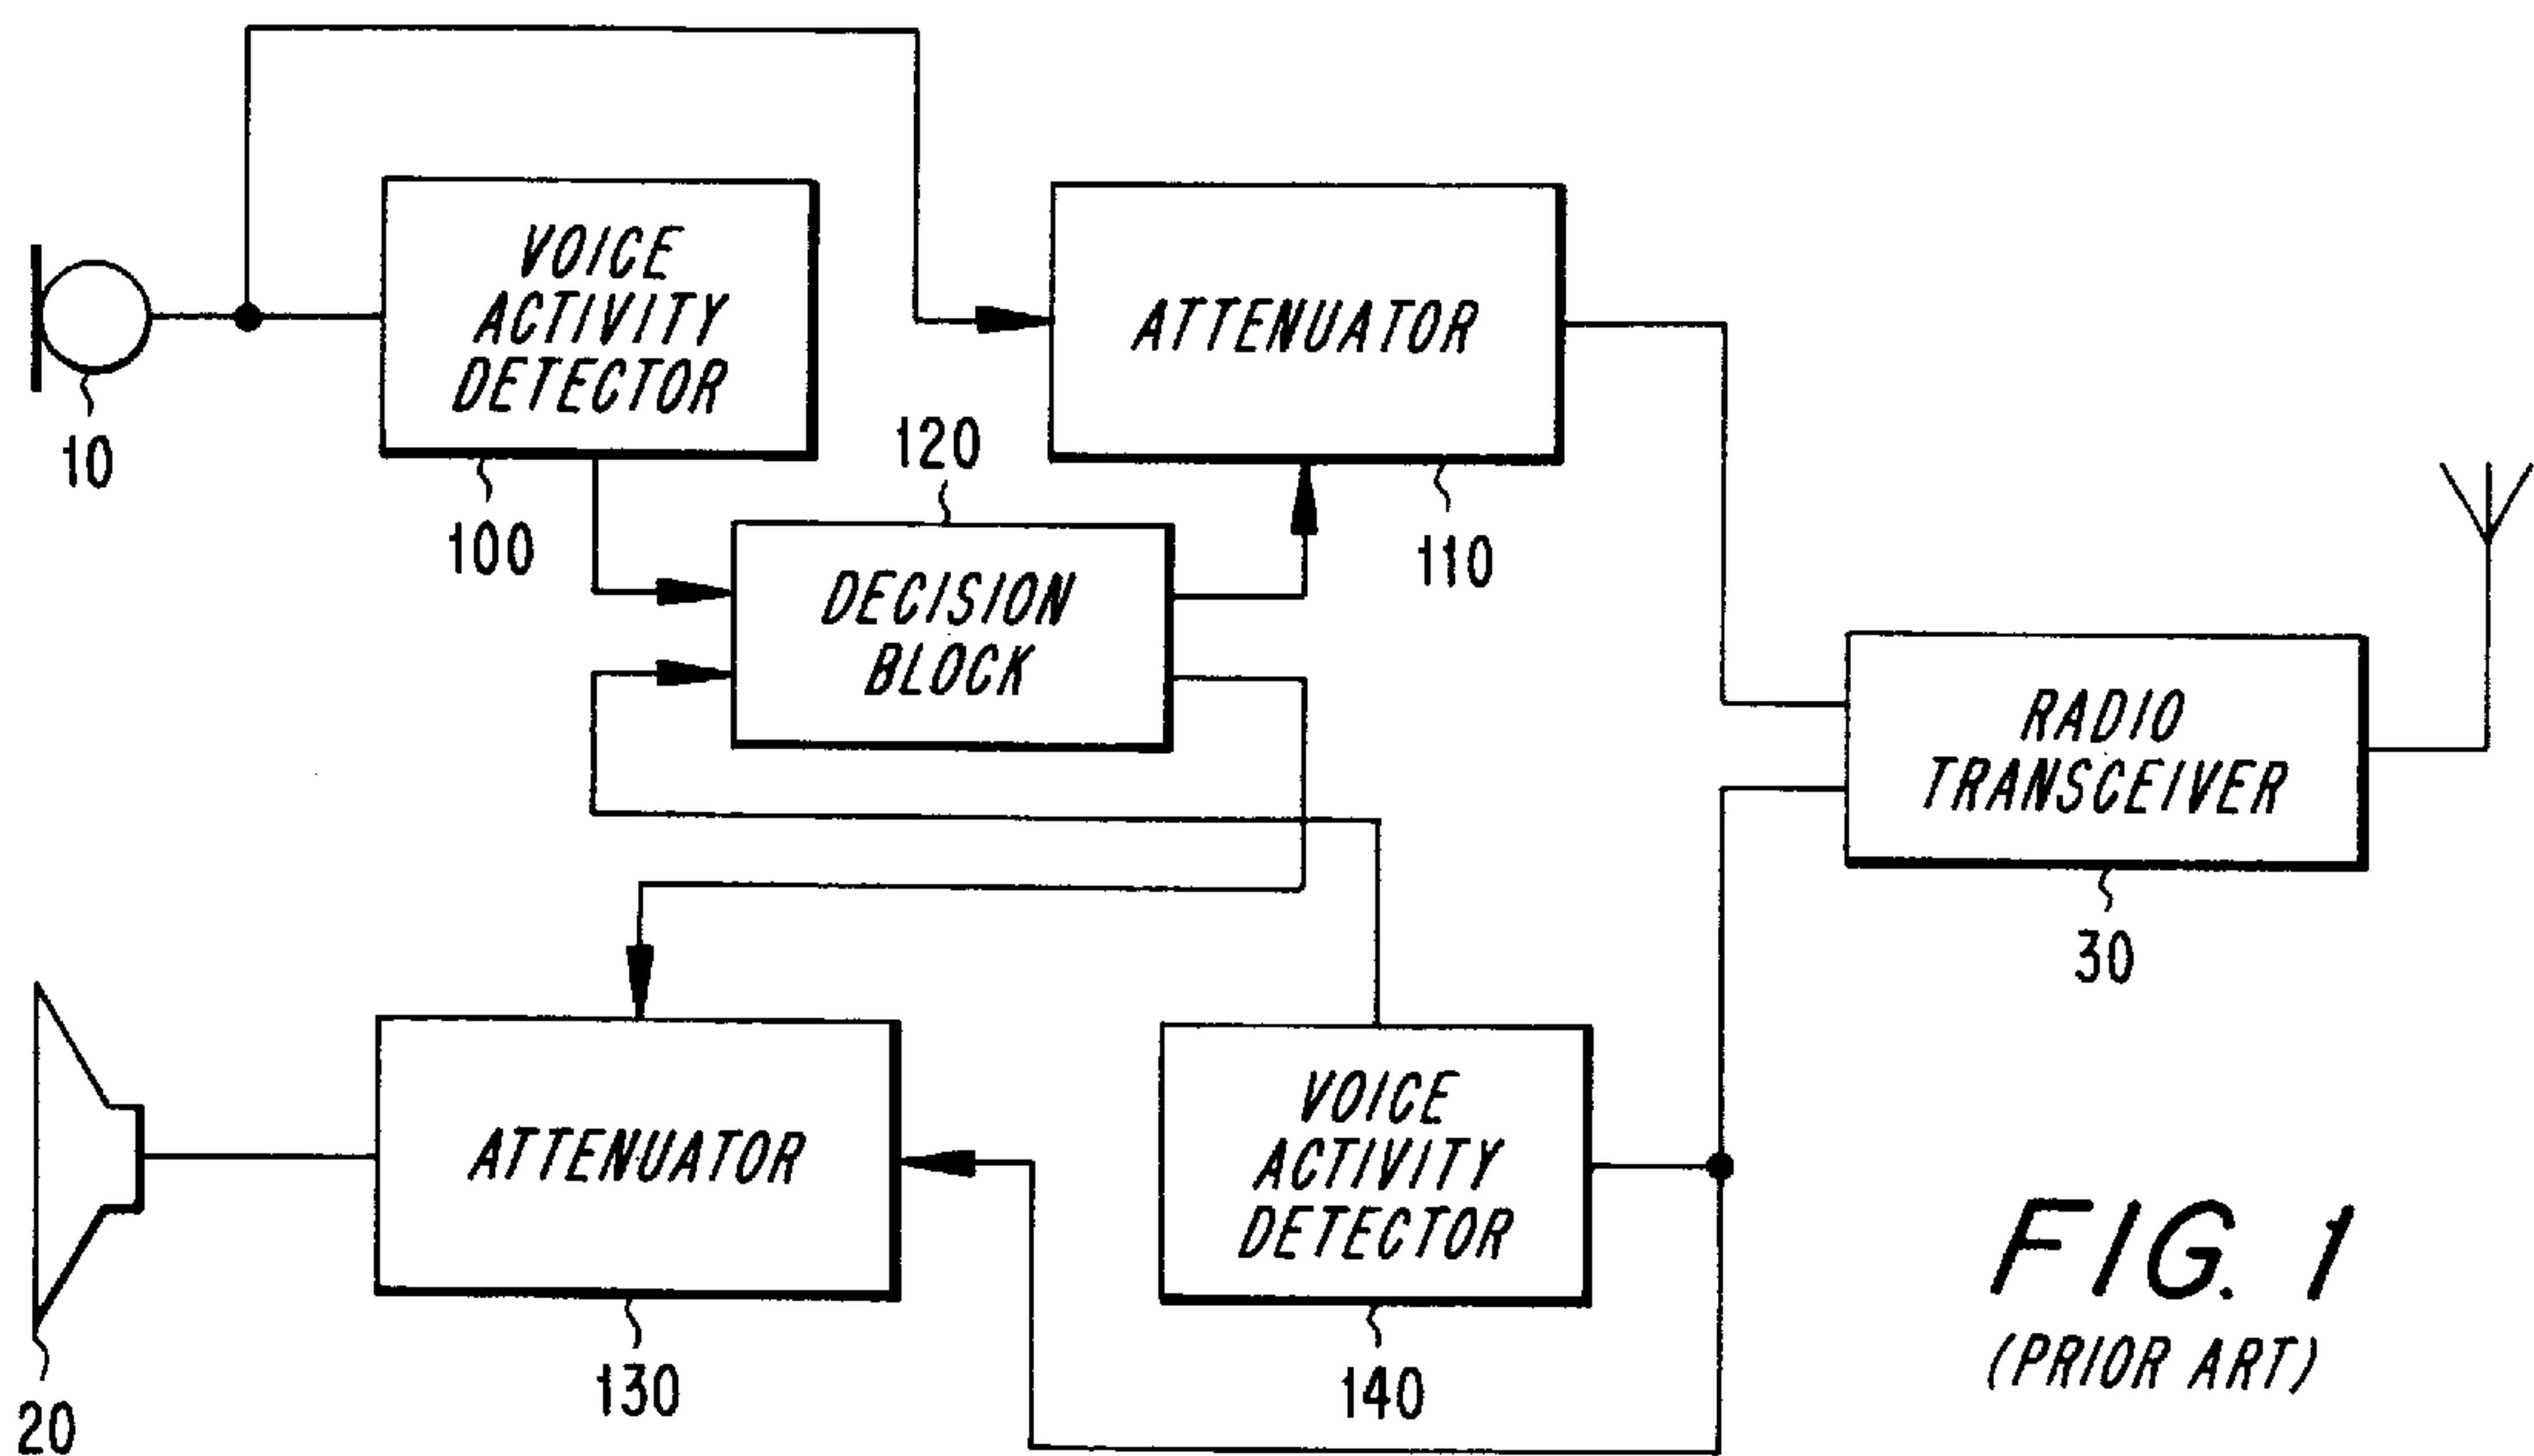 VOICE
ACTIVITY
DETECTOR
100
10
ATTENUATOR
110
120
DECISION
BLOCK
RADIO
TRANSCEIVER
30
20
ATTENUATOR
130
VOICE
ACTIVITY
DETECTOR
140
FIG. 1
(PRIOR ART)